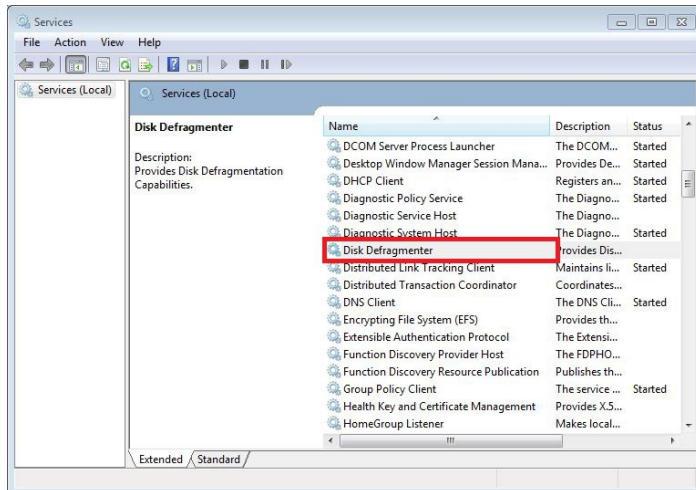 Services
File Action View Help
Services (Local)
Services (Local)
Disk Defragmenter
Description:
Provides Disk Defragmentation
Capabilities.
Name Description Status
DCOM Server Process Launcher The DCOM... Started
Desktop Window Manager Session Mana... Provides De... Started
DHCP Client Registers an... Started
Diagnostic Policy Service The Diagno... Started
Diagnostic Service Host The Diagno...
Diagnostic System Host The Diagno... Started
Disk Defragmenter Provides Dis...
Distributed Link Tracking Client Maintains li... Started
Distributed Transaction Coordinator Coordinates...
DNS Client The DNS Cli... Started
Encrypting File System (EFS) Provides th...
Extensible Authentication Protocol The Extensi...
Function Discovery Provider Host The FDPHO...
Function Discovery Resource Publication Publishes th...
Group Policy Client The service ... Started
Health Key and Certificate Management Provides X.5...
HomeGroup Listener Makes local...
Extended Standard